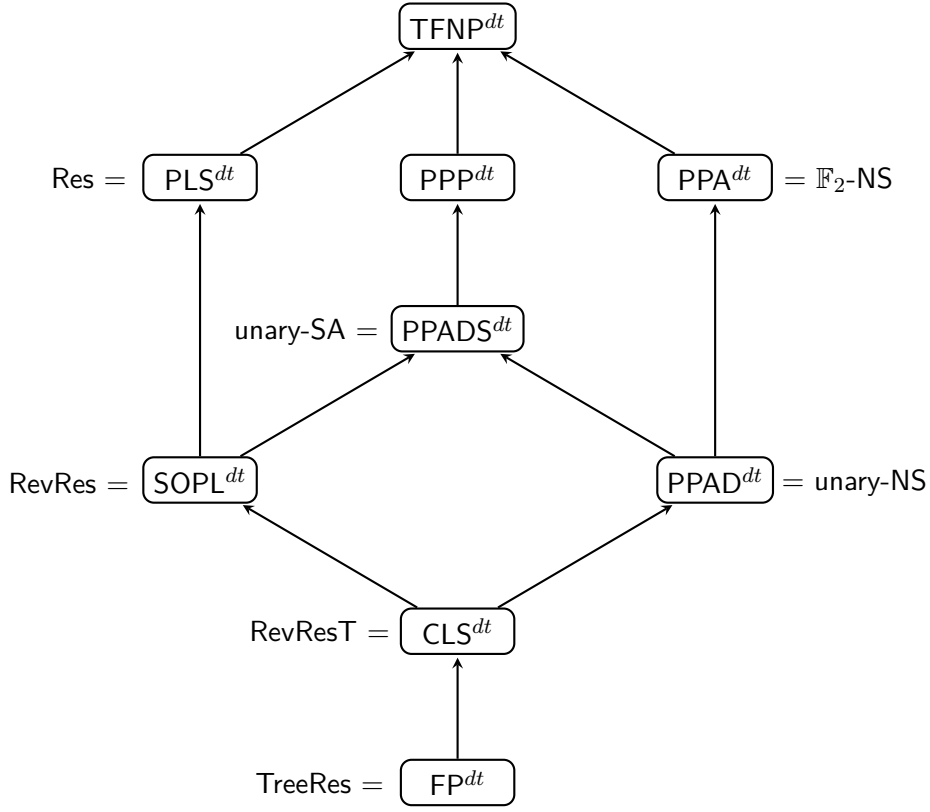 TFNP^{dt}
Res = PLS^{dt} PPP^{dt} PPA^{dt} = 𝔽₂-NS
unary-SA = PPADS^{dt}
RevRes = SOPL^{dt} PPAD^{dt} = unary-NS
RevResT = CLS^{dt}
TreeRes = FP^{dt}